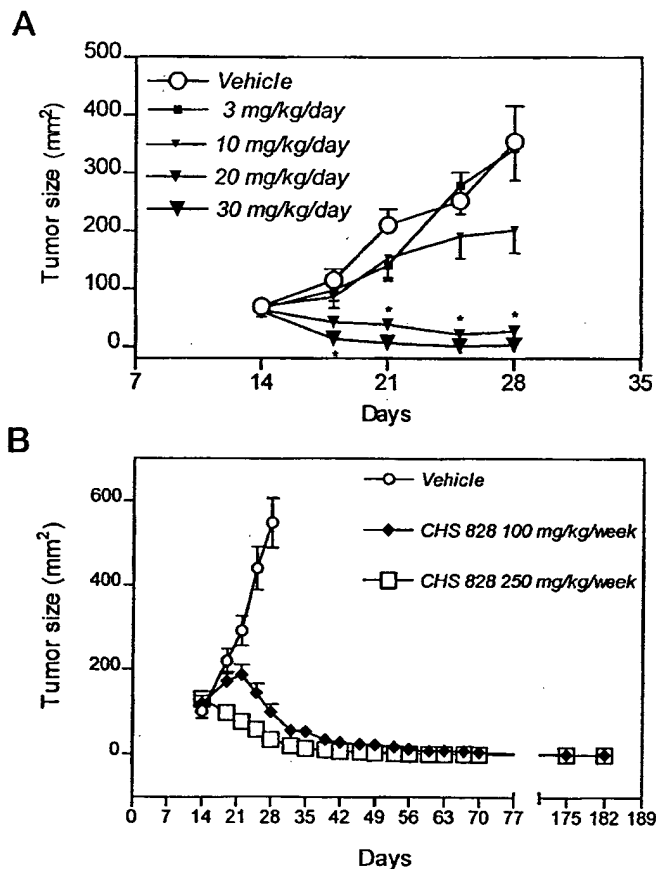 A
Tumor size (mm²)
500
400
300
200
100
0
Vehicle
3 mg/kg/day
10 mg/kg/day
20 mg/kg/day
30 mg/kg/day
* * * *
*
7 14 21 28 35
Days
B
Tumor size (mm²)
600
400
200
0
Vehicle
CHS 828 100 mg/kg/week
CHS 828 250 mg/kg/week
0 7 14 21 28 35 42 49 56 63 70 77 175 182 189
Days